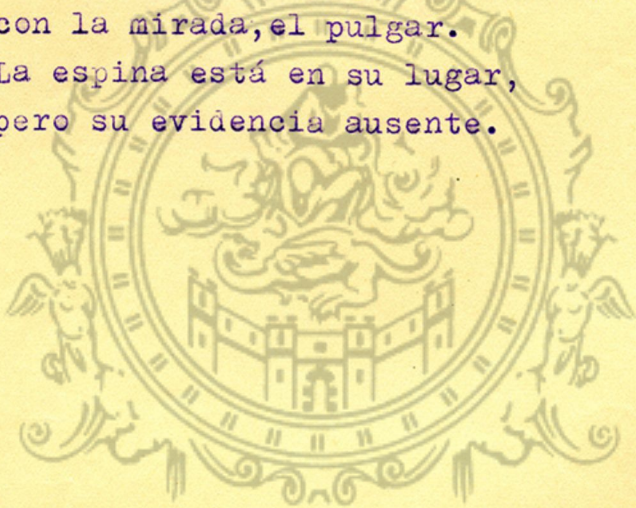 con la mirada,el pulgar.
La espina está en su lugar,
pero su evidencia ausente.